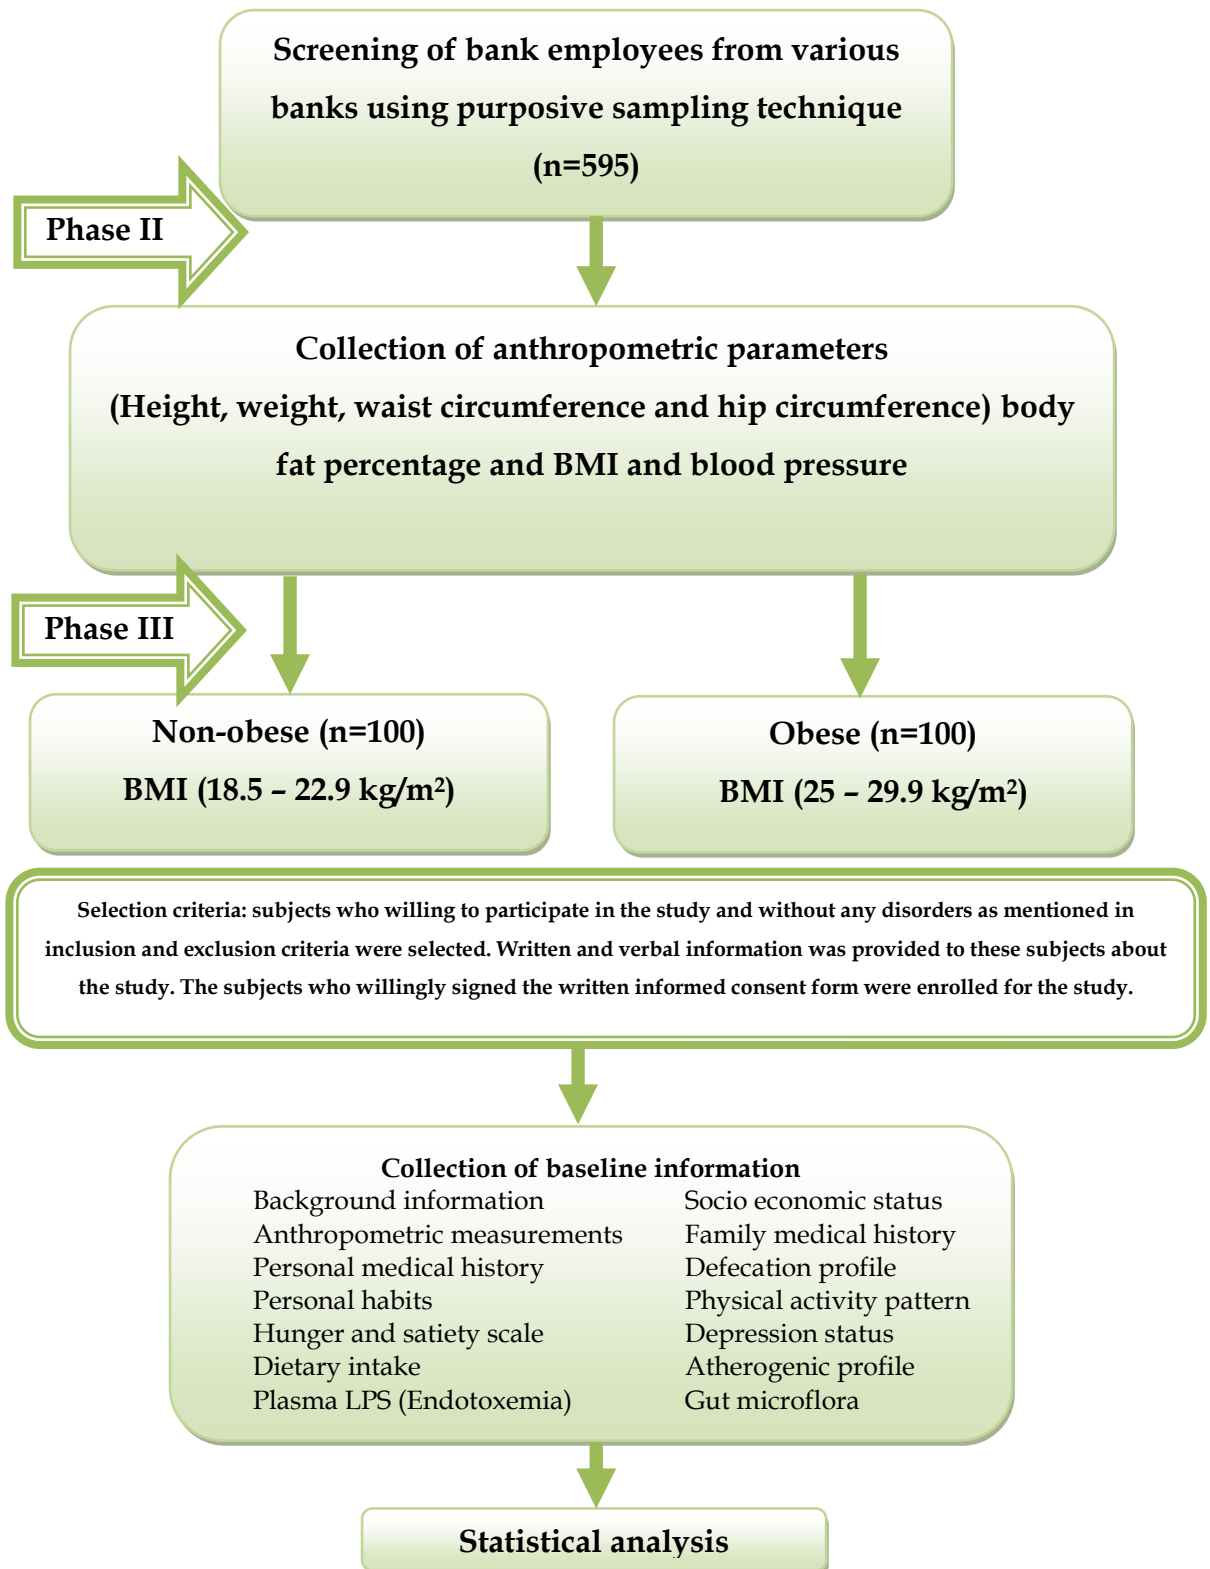 Screening of bank employees from various
banks using purposive sampling technique
(n=595)
Phase II
Collection of anthropometric parameters
(Height, weight, waist circumference and hip circumference) body
fat percentage and BMI and blood pressure
Phase III
Non-obese (n=100)
BMI (18.5 – 22.9 kg/m²)
Obese (n=100)
BMI (25 – 29.9 kg/m²)
Selection criteria: subjects who willing to participate in the study and without any disorders as mentioned in
inclusion and exclusion criteria were selected. Written and verbal information was provided to these subjects about
the study. The subjects who willingly signed the written informed consent form were enrolled for the study.
Collection of baseline information
Background information
Anthropometric measurements
Personal medical history
Personal habits
Hunger and satiety scale
Dietary intake
Plasma LPS (Endotoxemia)
Socio economic status
Family medical history
Defecation profile
Physical activity pattern
Depression status
Atherogenic profile
Gut microflora
Statistical analysis